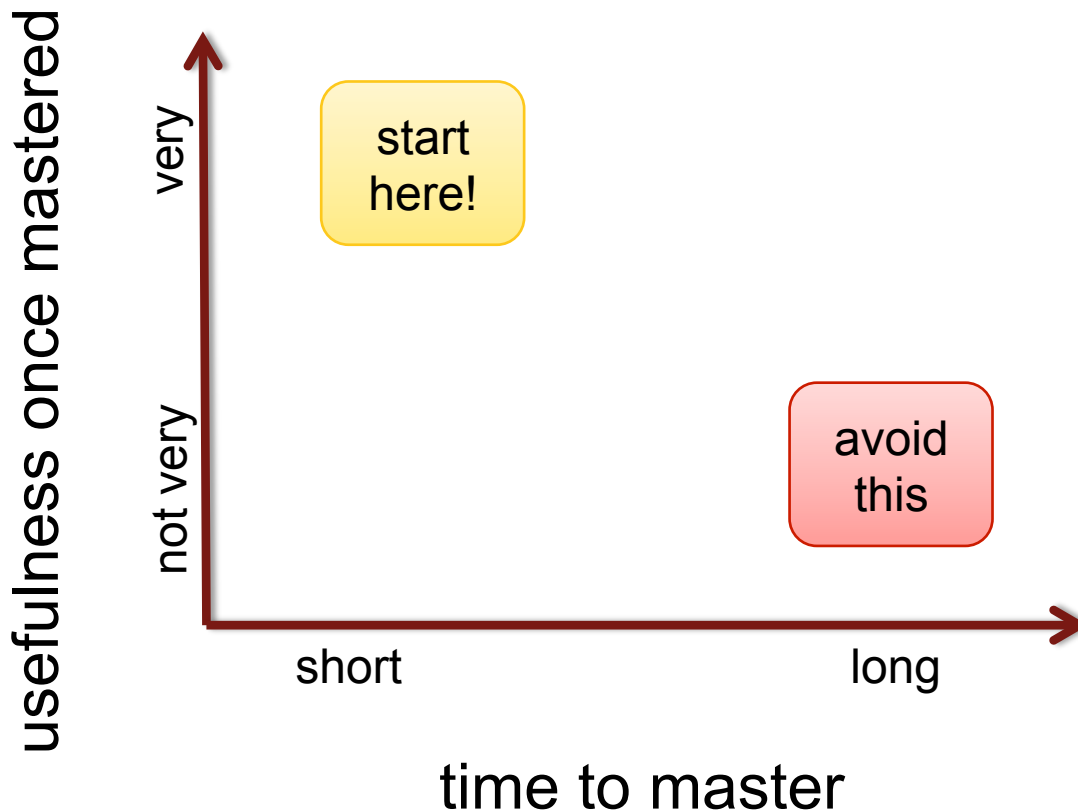 usefulness once mastered
very
not very
start
here!
avoid
this
short
long
time to master